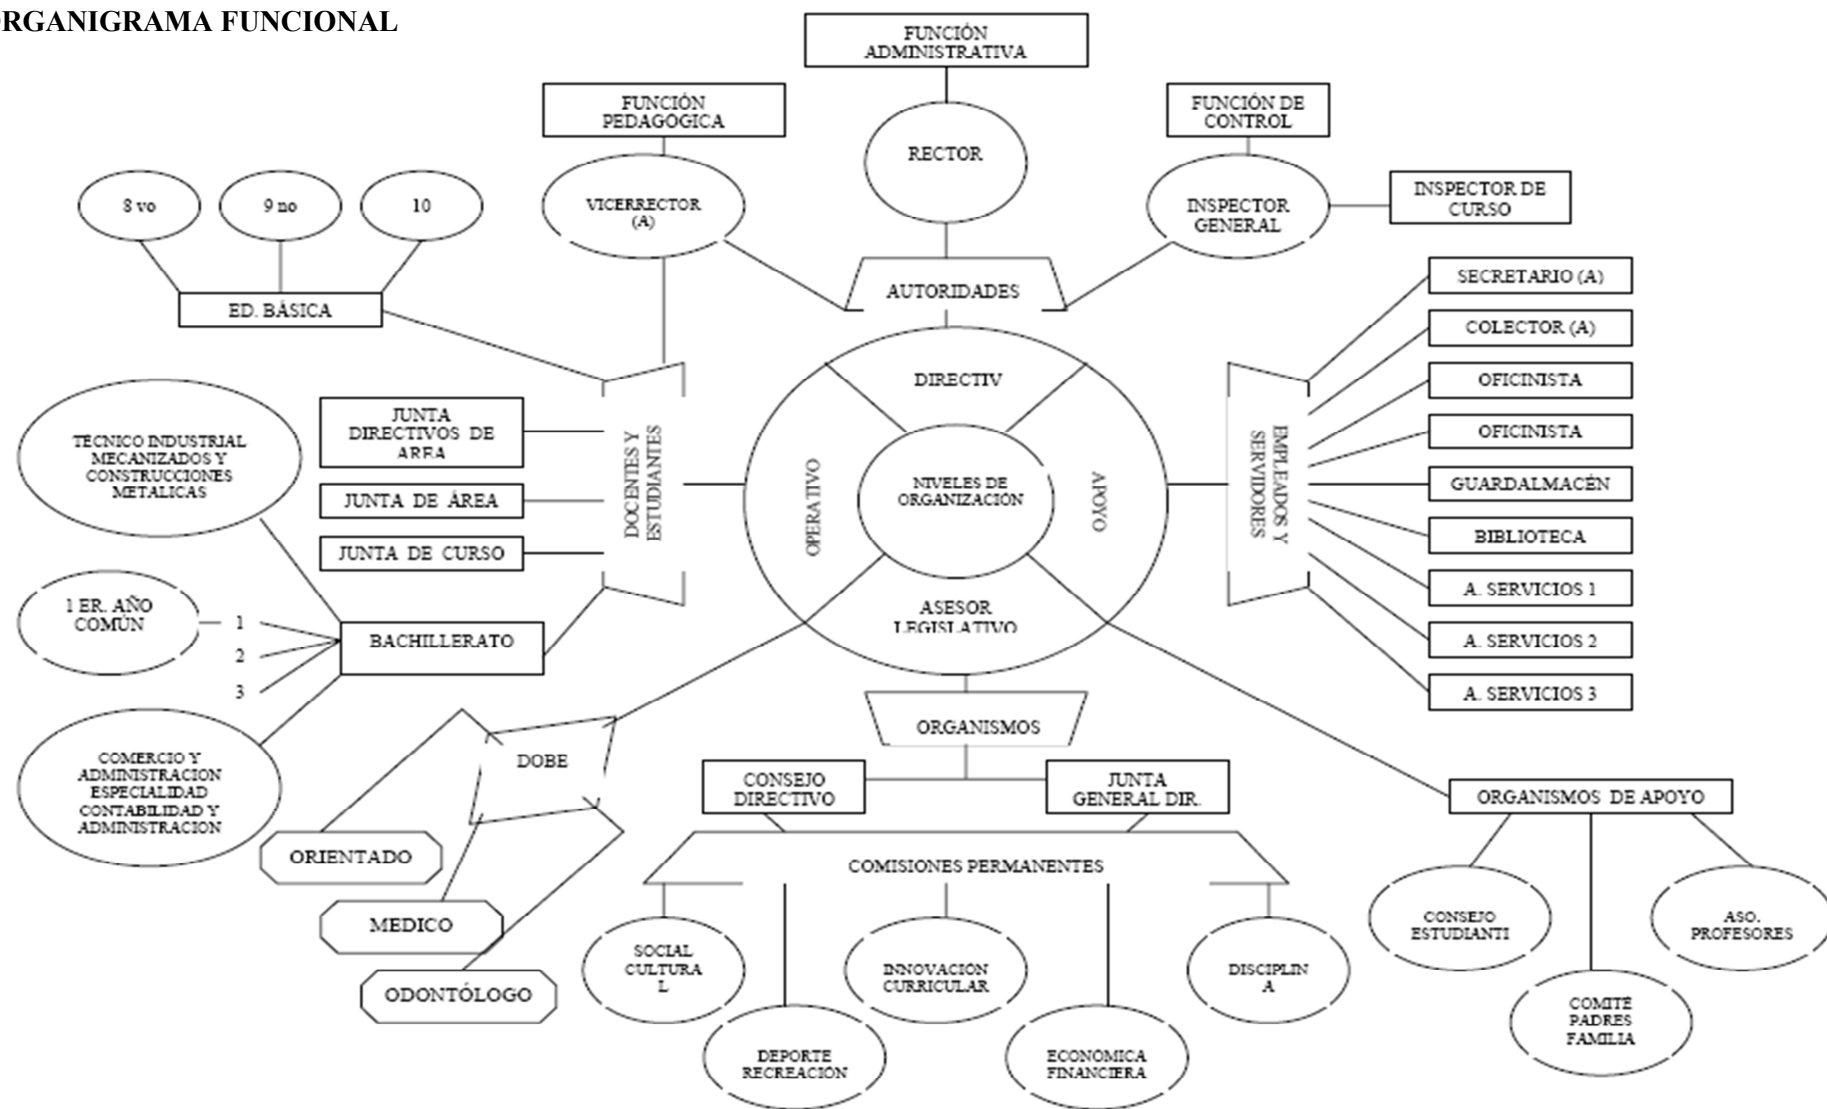 ORGANIGRAMA FUNCIONAL
FUNCIÓN
ADMINISTRATIVA
FUNCIÓN
PEDAGÓGICA
FUNCIÓN DE
CONTROL
RECTOR
VICERRECTOR
(A)
INSPECTOR
GENERAL
INSPECTOR DE
CURSO
8 vo
9 no
10
ED. BÁSICA
AUTORIDADES
SECRETARIO (A)
COLECTOR (A)
OFICINISTA
OFICINISTA
GUARDALMACÉN
BIBLIOTECA
A. SERVICIOS 1
A. SERVICIOS 2
A. SERVICIOS 3
EMPLEADOS Y
SERVIDORES
DIRECTIV
OPERATIVO
APOYO
NIVELES DE
ORGANIZACIÓN
ASESOR
LEGISLATIVO
DOCENTES Y
ESTUDIANTES
JUNTA
DIRECTIVOS DE
AREA
JUNTA DE ÁREA
JUNTA DE CURSO
TÉCNICO INDUSTRIAL
MECANIZADOS Y
CONSTRUCCIONES
METALICAS
1 ER. AÑO
COMÚN
1
2
3
BACHILLERATO
COMERCIO Y
ADMINISTRACION
ESPECIALIDAD
CONTABILIDAD Y
ADMINISTRACION
DOBE
ORIENTADO
MEDICO
ODONTÓLOGO
ORGANISMOS
CONSEJO
DIRECTIVO
JUNTA
GENERAL DIR.
COMISIONES PERMANENTES
SOCIAL
CULTURA
L
DEPORTE
RECREACIÓN
INNOVACIÓN
CURRICULAR
ECONÓMICA
FINANCIERA
DISCIPLIN
A
ORGANISMOS DE APOYO
CONSEJO
ESTUDIANTI
COMITÉ
PADRES
FAMILIA
ASO.
PROFESORES